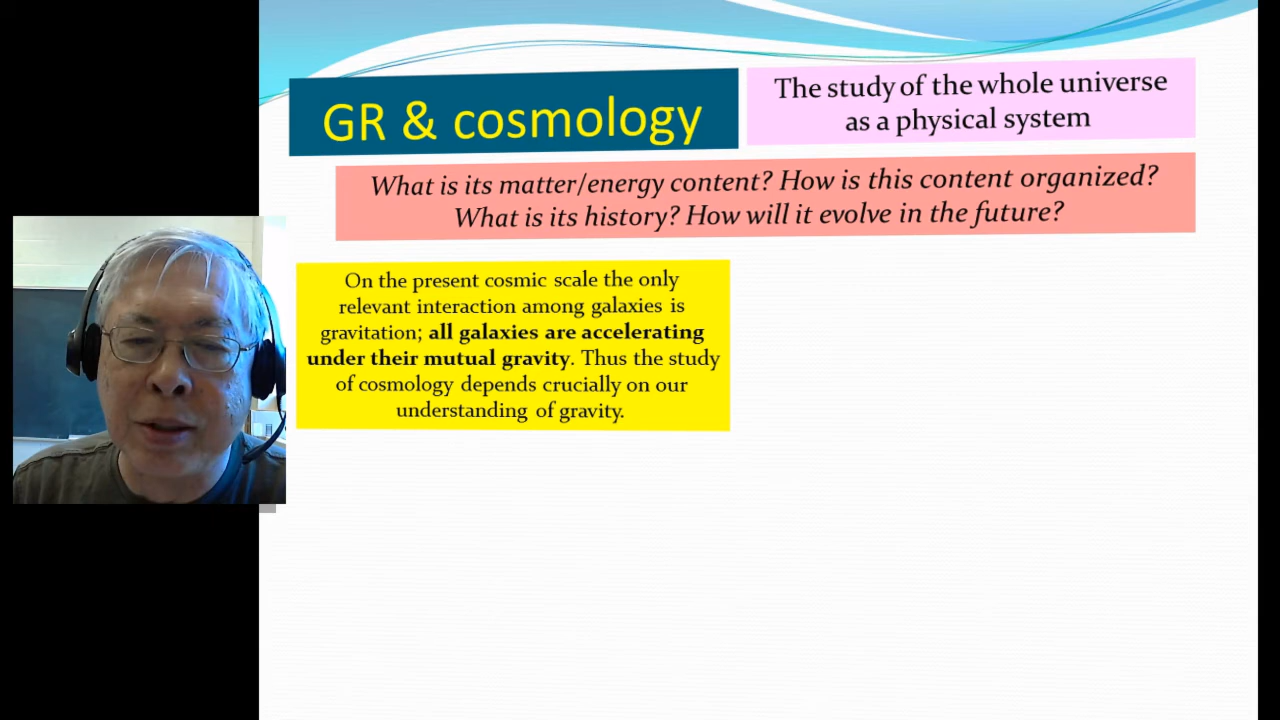 GR & cosmology
The study of the whole universe
as a physical system
What is its matter/energy content? How is this content organized?
What is its history? How will it evolve in the future?
On the present cosmic scale the only
relevant interaction among galaxies is
gravitation; all galaxies are accelerating
under their mutual gravity. Thus the study
of cosmology depends crucially on our
understanding of gravity.